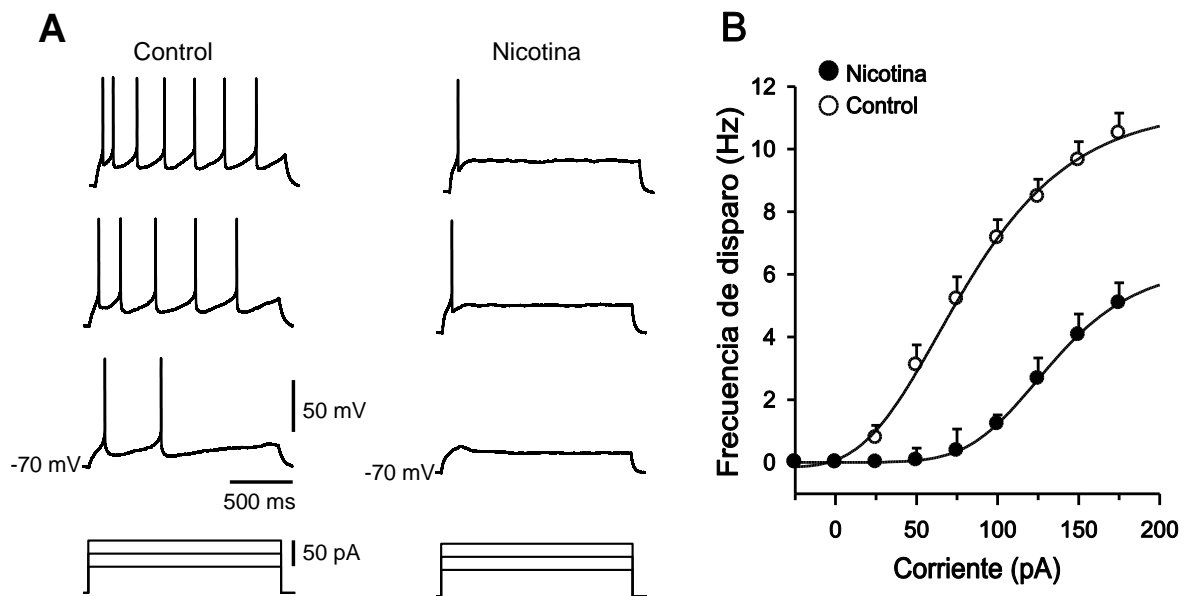 A
Control
Nicotina
50 mV
-70 mV
-70 mV
500 ms
50 pA
B
Nicotina
Control
Frecuencia de disparo (Hz)
12
10
8
6
4
2
0
0
50
100
150
200
Corriente (pA)